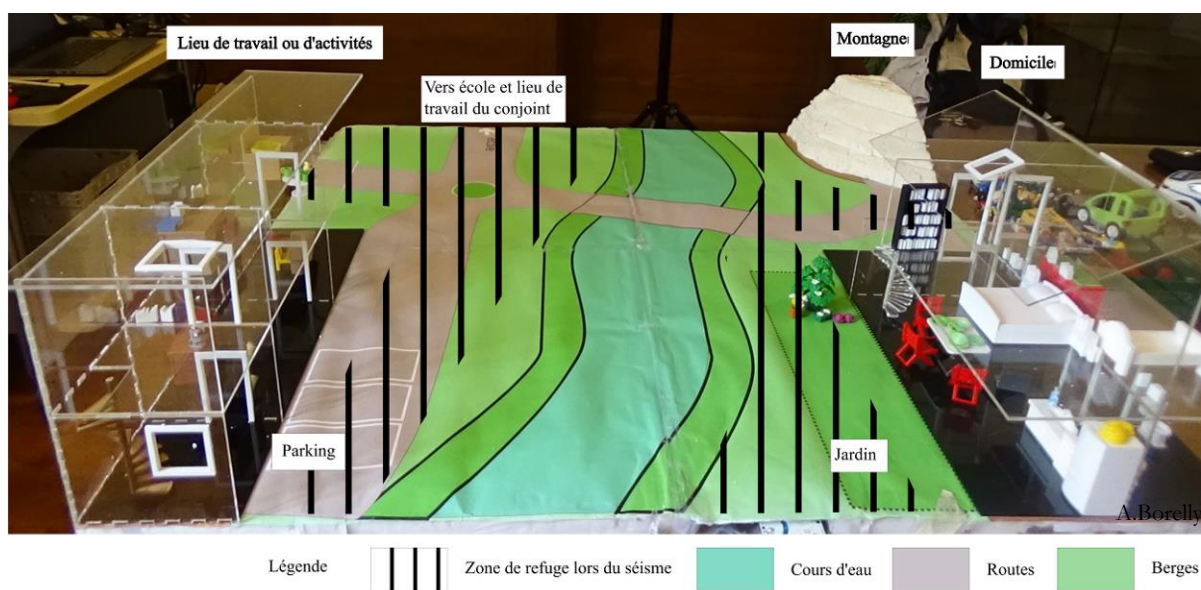 Lieu de travail ou d'activités
Montagne
Domicile
Vers école et lieu de
travail du conjoint
Parking
Jardin
A.Borelly
Légende
Zone de refuge lors du séisme
Cours d'eau
Routes
Berges